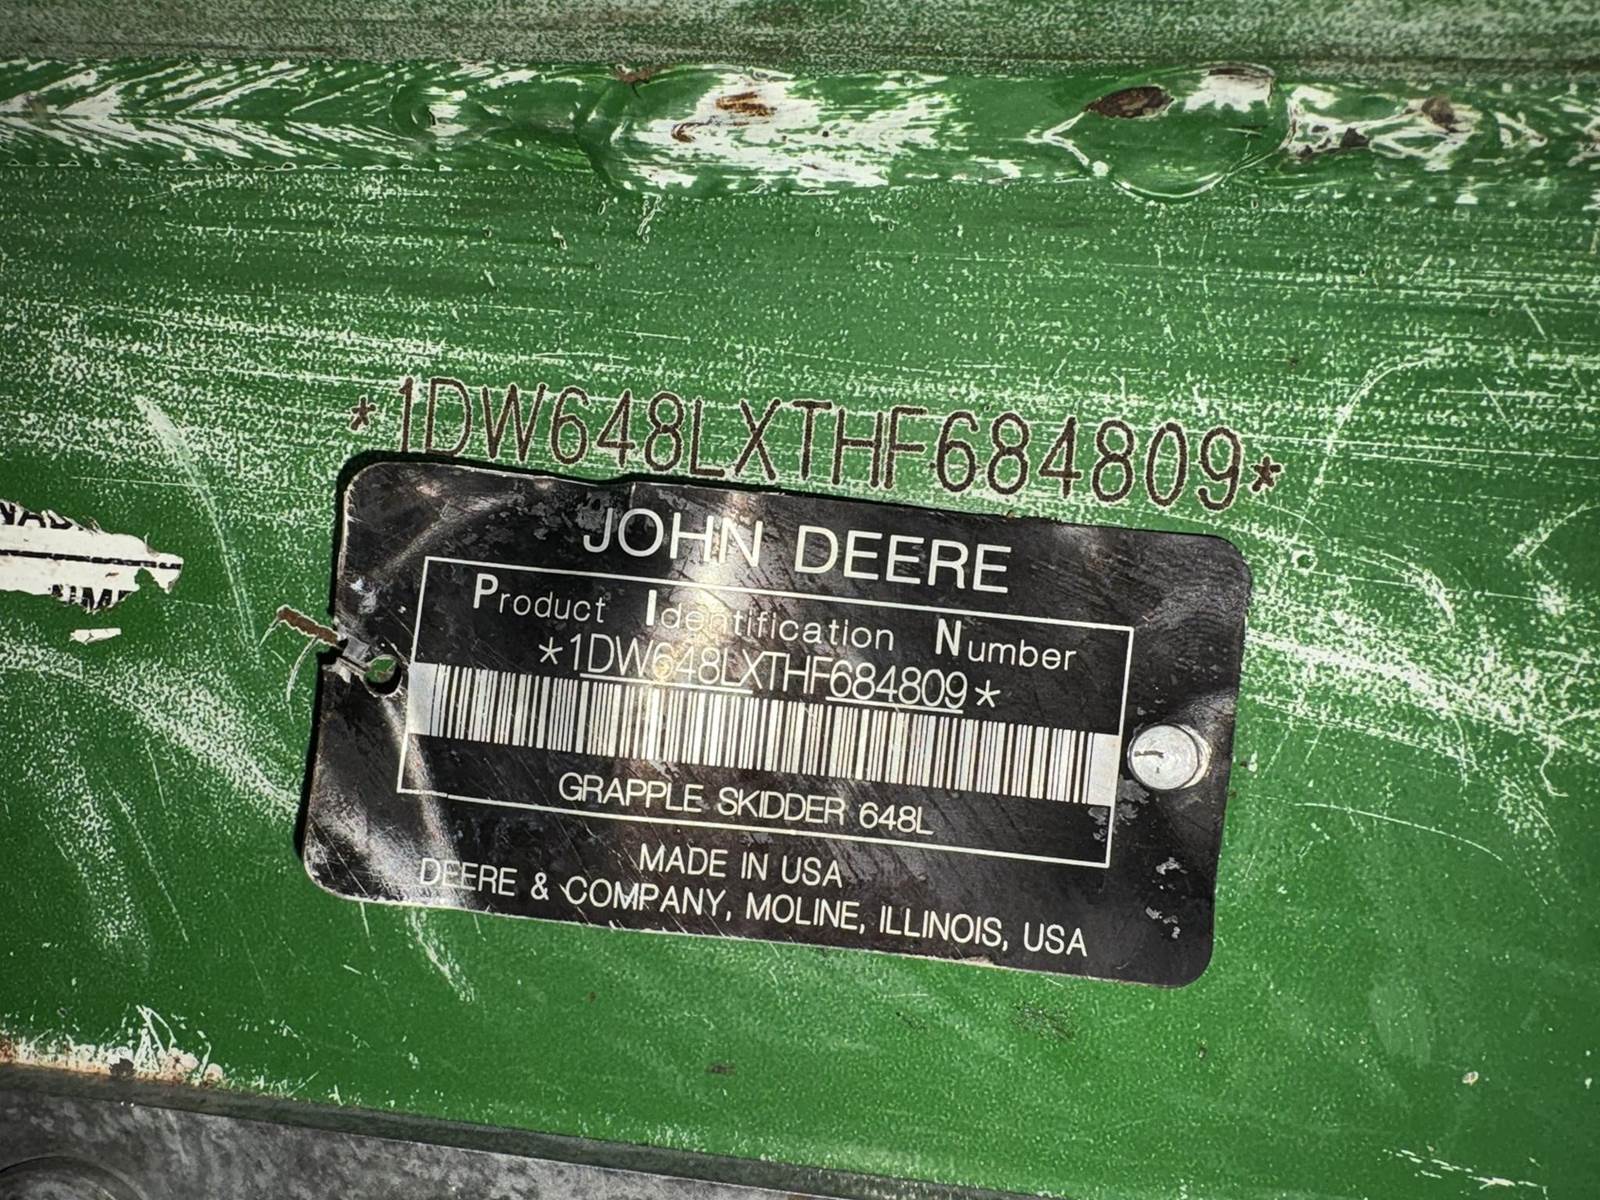 *1DW648LXTHF684809*
JOHN DEERE
Product Identification Number
*1DW648LXTHF684809*
GRAPPLE SKIDDER 648L
MADE IN USA
DEERE & COMPANY, MOLINE, ILLINOIS, USA